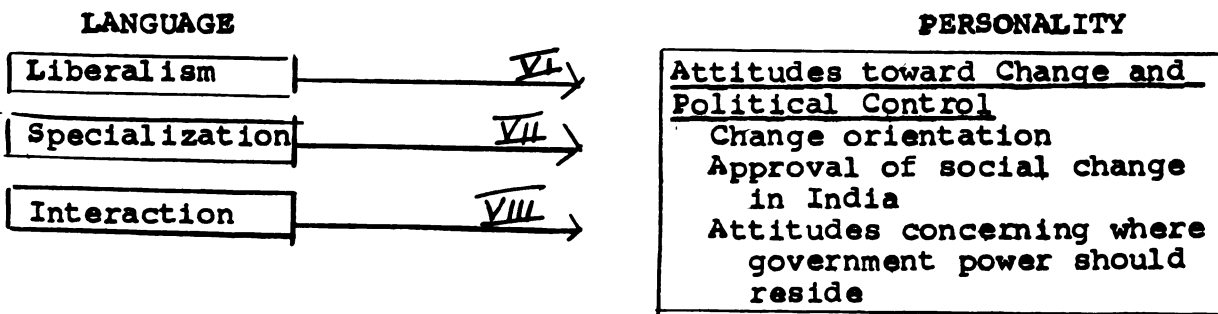 LANGUAGE
Liberalism VI
Specialization VII
Interaction VIII
PERSONALITY
Attitudes toward Change and
Political Control
Change orientation
Approval of social change
in India
Attitudes concerning where
government power should
reside